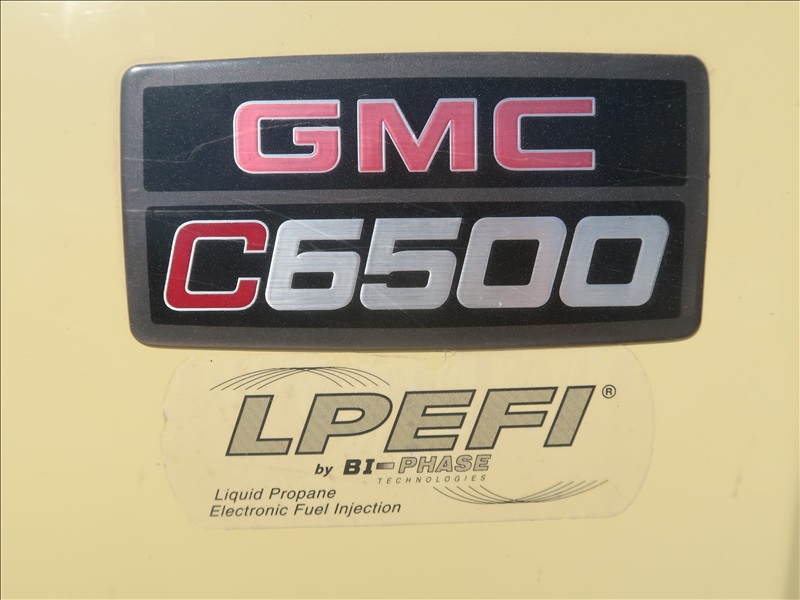 GMC
C6500
LPEFI®
by BI-PHASE
TECHNOLOGIES
Liquid Propane
Electronic Fuel Injection